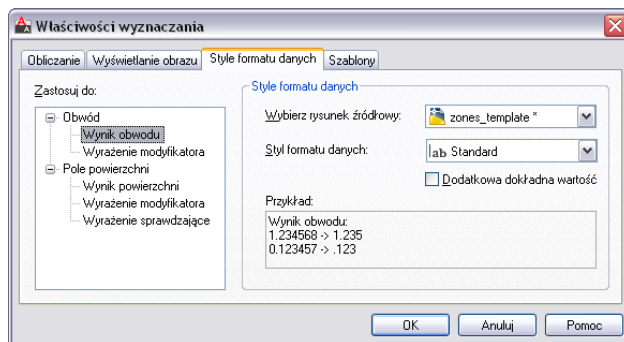 Właściwości wyznaczania
Obliczanie Wyświetlanie obrazu Style formatu danych Szablony
Zastosuj do:
Obwód
Wynik obwodu
Wyrażenie modyfikatora
Pole powierzchni
Wynik powierzchni
Wyrażenie modyfikatora
Wyrażenie sprawdzające
Style formatu danych
Wybierz rysunek źródłowy: zones_template *
Styl formatu danych: ab Standard
Dodatkowa dokładna wartość
Przykład:
Wynik obwodu:
1.234568 -> 1.235
0.123457 -> .123
OK Anuluj Pomoc